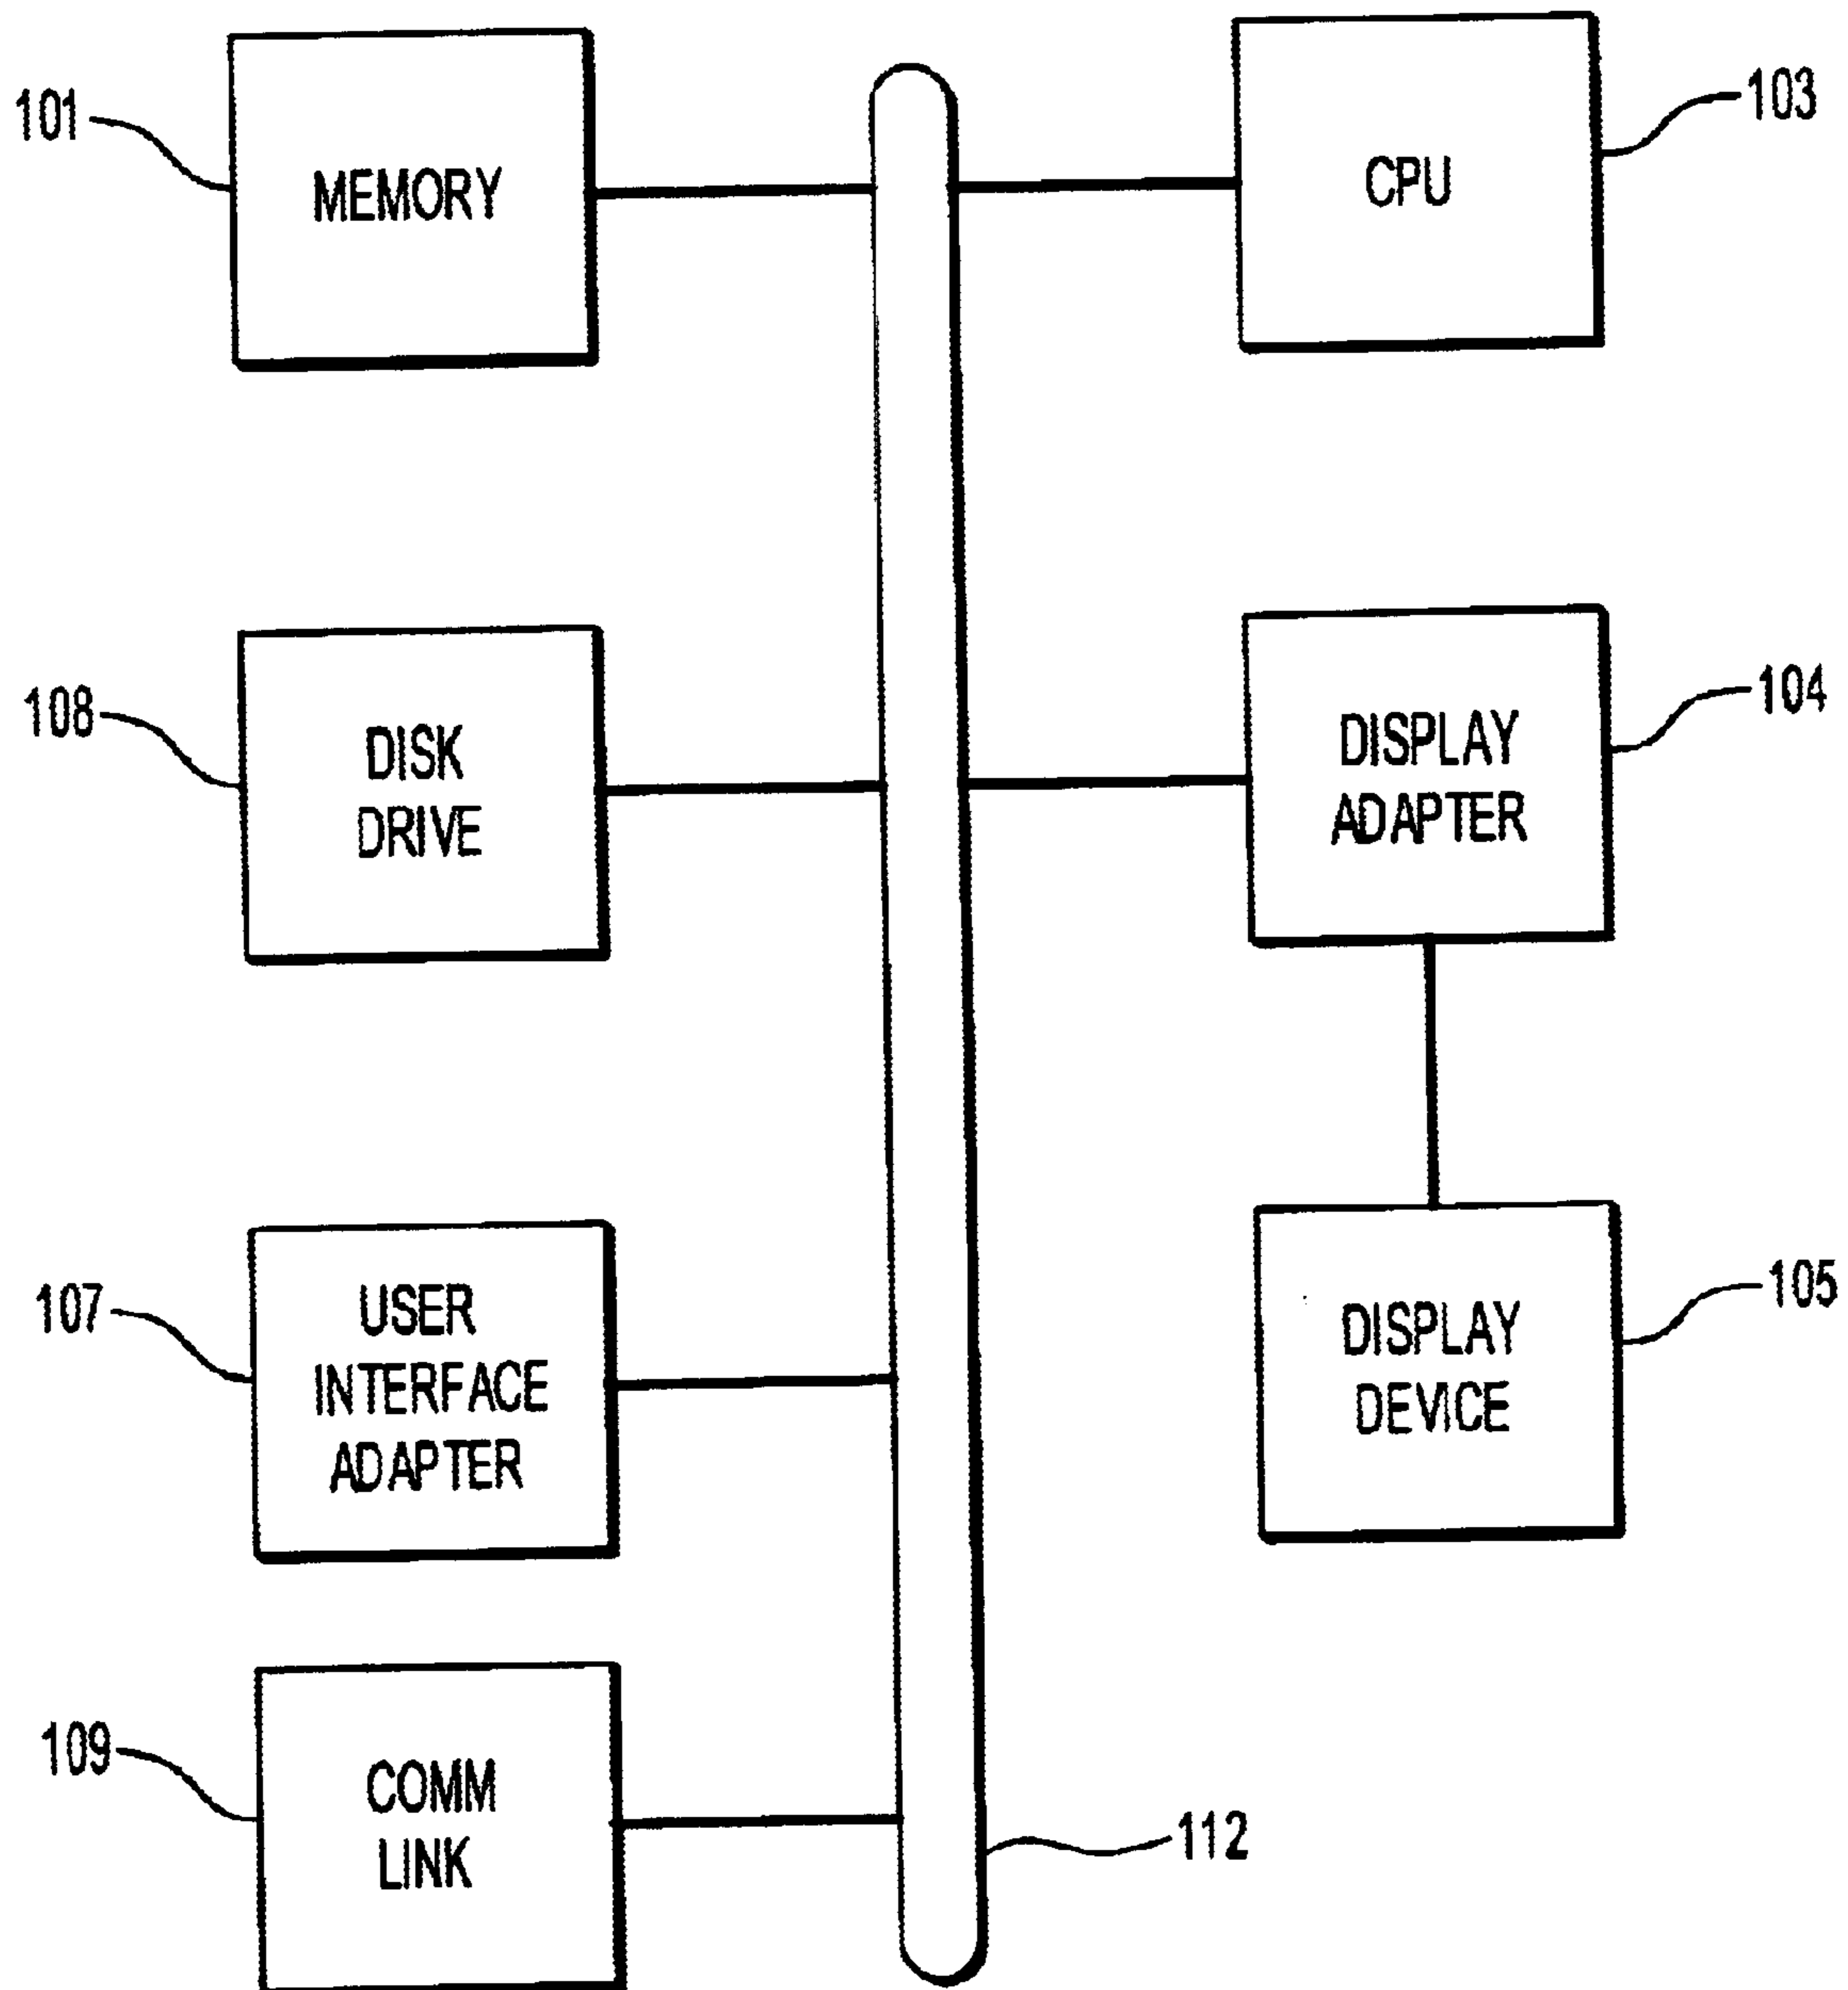 101
MEMORY
CPU
103
108
DISK
DRIVE
DISPLAY
ADAPTER
104
107
USER
INTERFACE
ADAPTER
DISPLAY
DEVICE
105
109
COMM
LINK
112